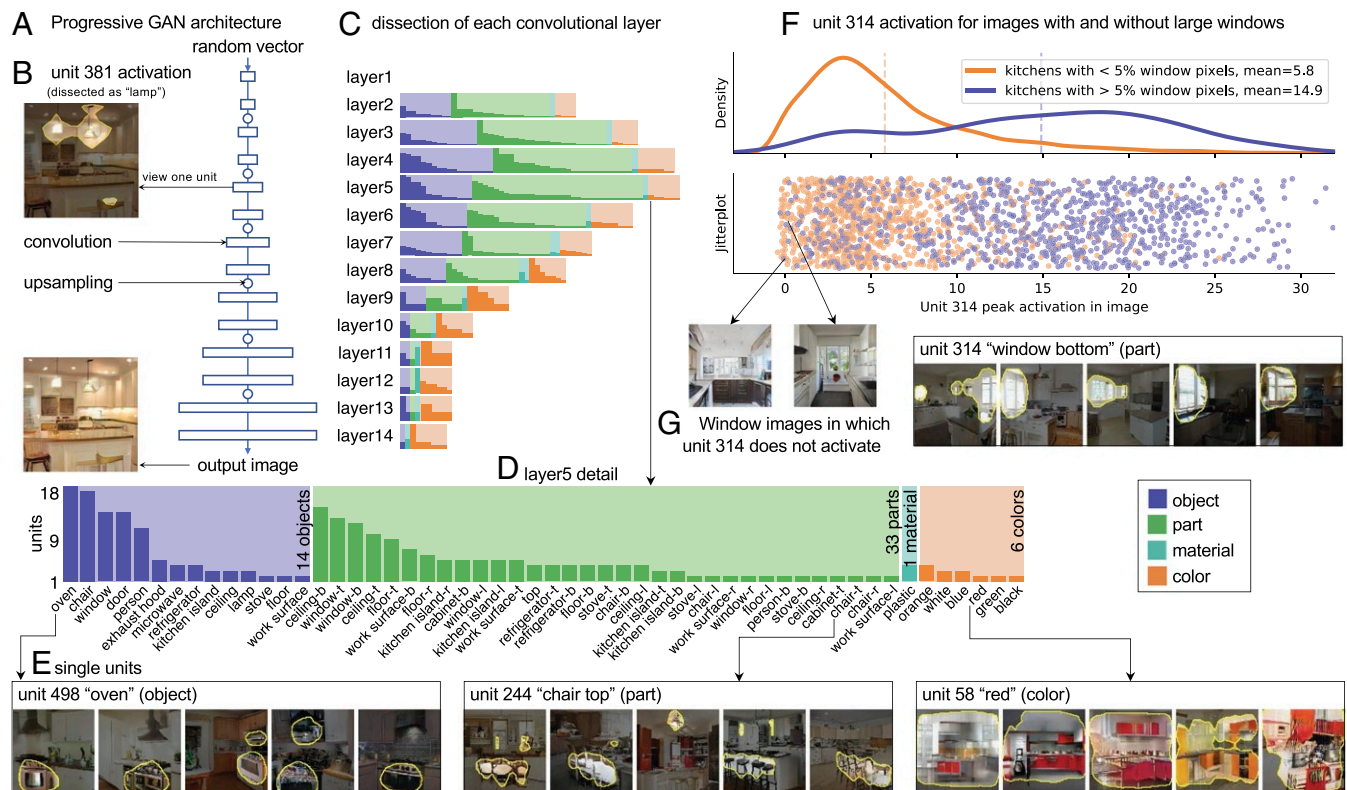 A Progressive GAN architecture
random vector
B unit 381 activation
(dissected as “lamp”)
view one unit
convolution
upsampling
output image
C dissection of each convolutional layer
layer1
layer2
layer3
layer4
layer5
layer6
layer7
layer8
layer9
layer10
layer11
layer12
layer13
layer14
F unit 314 activation for images with and without large windows
Density
kitchens with < 5% window pixels, mean=5.8
kitchens with > 5% window pixels, mean=14.9
Jitterplot
0 5 10 15 20 25 30
Unit 314 peak activation in image
G Window images in which
unit 314 does not activate
unit 314 “window bottom” (part)
D layer5 detail
units
18
9
1
14 objects
33 parts
1 material
6 colors
oven
chair
window
door
person
exhaust hood
microwave
refrigerator
kitchen island
ceiling
lamp
stove
floor
work surface
ceiling-b
window-t
window-b
ceiling-t
floor-t
work surface-b
floor-r
kitchen island-r
cabinet-b
window-l
kitchen island-l
work surface-t
top
refrigerator-t
refrigerator-b
floor-b
stove-t
chair-b
ceiling-l
kitchen island-t
kitchen island-b
stove-l
chair-l
work surface-r
window-r
floor-l
person-b
stove-b
ceiling-r
cabinet-t
chair-t
chair-r
work surface-l
plastic
orange
white
blue
red
green
black
object
part
material
color
E single units
unit 498 “oven” (object)
unit 244 “chair top” (part)
unit 58 “red” (color)